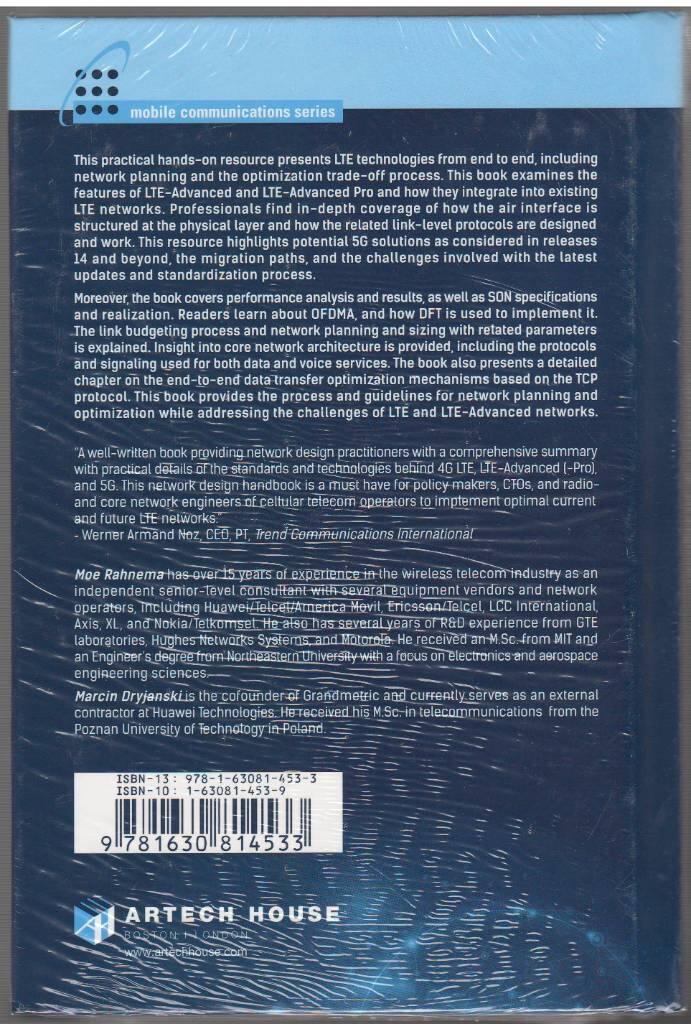 mobile communications series
This practical hands-on resource presents LTE technologies from end to end, including
network planning and the optimization trade-off process. This book examines the
features of LTE-Advanced and LTE-Advanced Pro and how they integrate into existing
LTE networks. Professionals find in-depth coverage of how the air interface is
structured at the physical layer and how the related link-level protocols are designed
and work. This resource highlights potential 5G solutions as considered in releases
14 and beyond, the migration paths, and the challenges involved with the latest
updates and standardization process.
Moreover, the book covers performance analysis and results, as well as SON specifications
and realization. Readers learn about OFDMA, and how DFT is used to implement it.
The link budgeting process and network planning and sizing with related parameters
is explained. Insight into core network architecture is provided, including the protocols
and signaling used for both data and voice services. The book also presents a detailed
chapter on the end-to-end data transfer optimization mechanisms based on the TCP
protocol. This book provides the process and guidelines for network planning and
optimization while addressing the challenges of LTE and LTE-Advanced networks.
"A well-written book providing network design practitioners with a comprehensive summary
with practical details of the standards and technologies behind 4G LTE, LTE-Advanced (-Pro),
and 5G. This network design handbook is a must have for policy makers, CTOs, and radio-
and core network engineers of cellular telecom operators to implement optimal current
and future LTE networks."
- Werner Armand Noz, CEO, PT, Trend Communications International
Moe Rahnema has over 15 years of experience in the wireless telecom industry as an
independent senior-level consultant with several equipment vendors and network
operators, including Huawei/Telcel/America Movil, Ericsson/Telcel, LCC International,
Axis, XL, and Nokia/Telkomsel. He also has several years of R&D experience from GTE
laboratories, Hughes Networks Systems, and Motorola. He received an M.Sc. from MIT and
an Engineer's degree from Northeastern University with a focus on electronics and aerospace
engineering sciences.
Marcin Dryjanski is the cofounder of Grandmetric and currently serves as an external
contractor at Huawei Technologies. He received his M.Sc. in telecommunications from the
Poznan University of Technology in Poland.
ISBN-13: 978-1-63081-453-3
ISBN-10: 1-63081-453-9
9 781630 814533
ARTECH HOUSE
BOSTON | LONDON
www.artechhouse.com